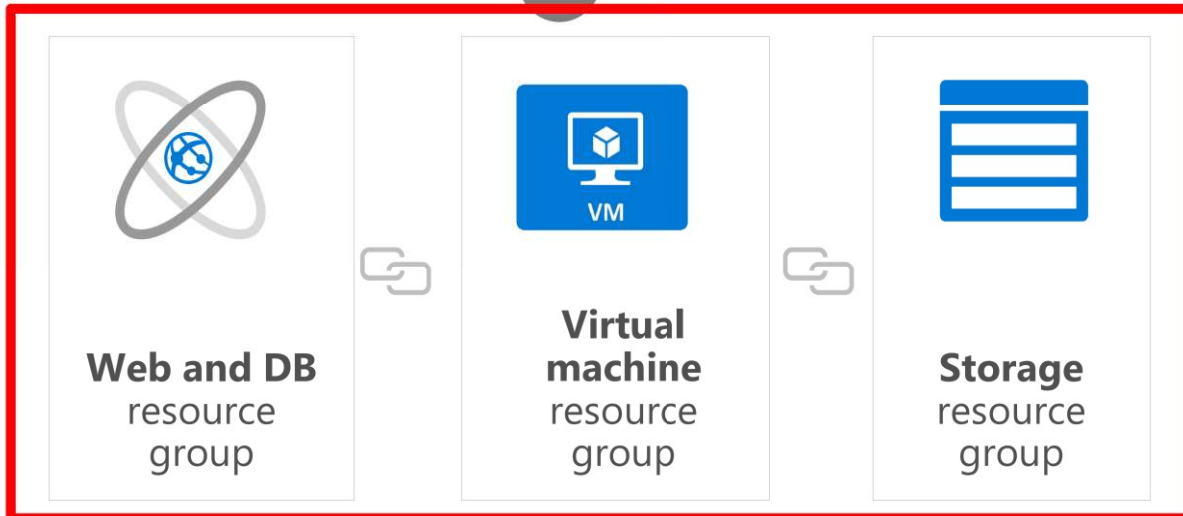 VM
Web and DB
resource
group
Virtual
machine
resource
group
Storage
resource
group